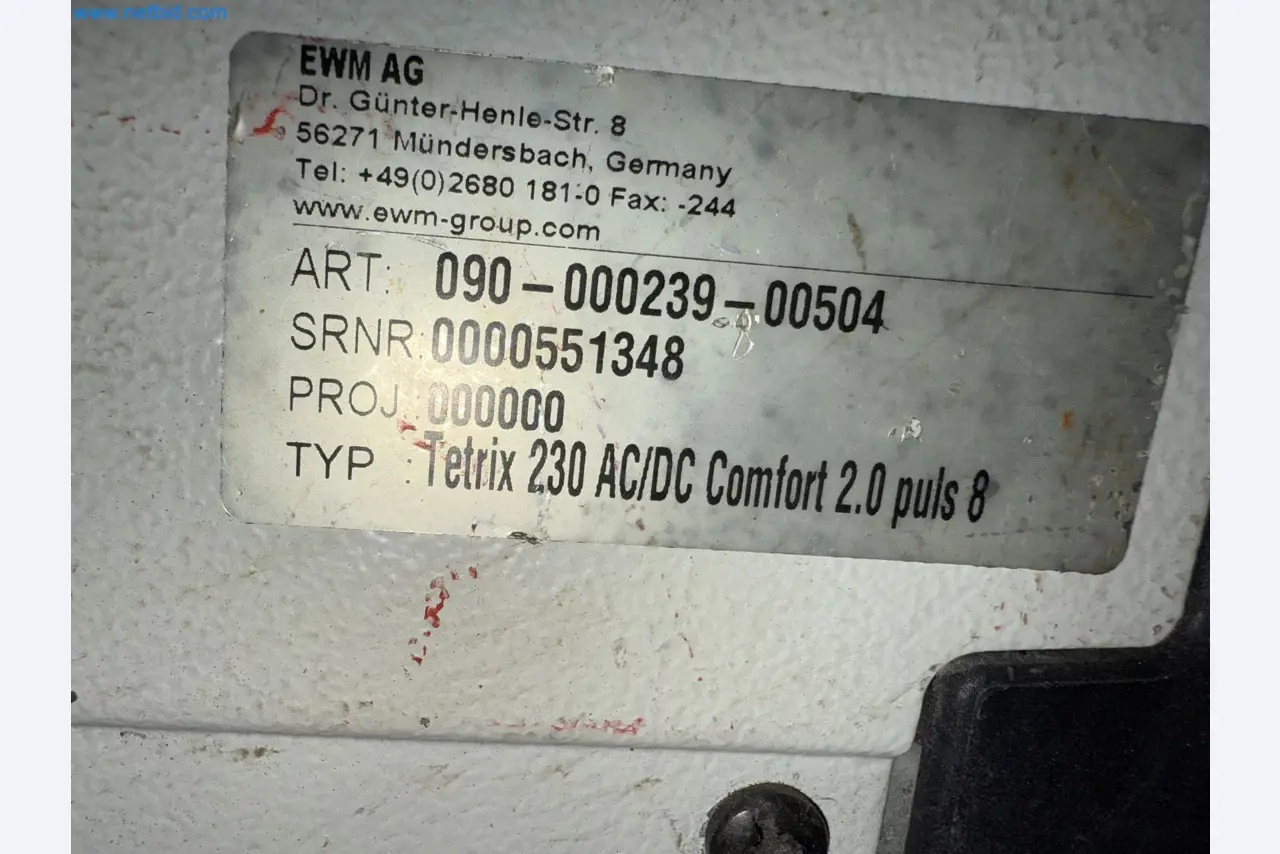 www.netbid.com
EWM AG
Dr. Günter-Henle-Str. 8
56271 Mündersbach, Germany
Tel: +49(0)2680 181-0 Fax: -244
www.ewm-group.com
ART: 090-000239-00504
SRNR:0000551348
PROJ:000000
TYP :Tetrix 230 AC/DC Comfort 2.0 puls 8